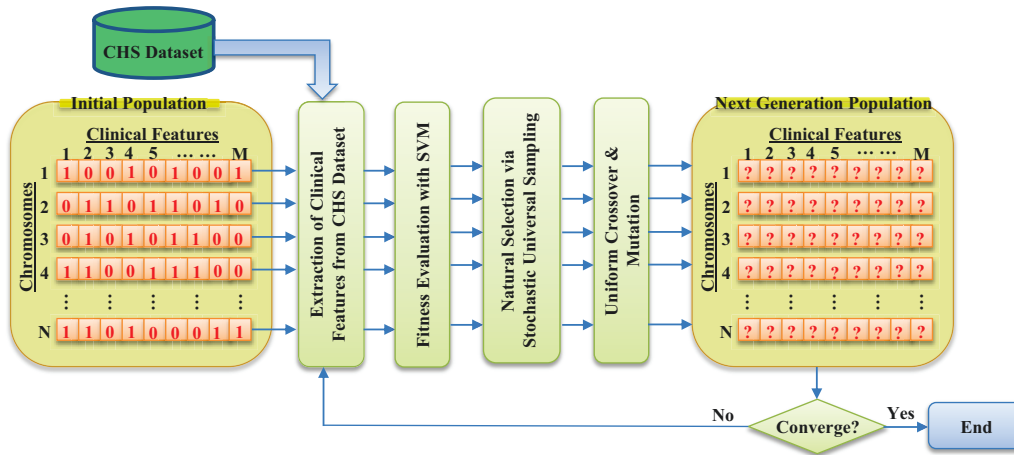 CHS Dataset
Initial Population
Clinical Features
1 2 3 4 5 ... ... M
Chromosomes
1 1 0 0 1 0 1 0 0 1
2 0 1 1 0 1 1 0 1 0
3 0 1 0 1 0 1 1 0 0
4 1 1 0 0 1 1 1 0 0
⋮ ⋮ ⋮ ⋮ ⋮
N 1 1 0 1 0 0 0 1 1
Extraction of Clinical
Features from CHS Dataset
Fitness Evaluation with SVM
Natural Selection via
Stochastic Universal Sampling
Uniform Crossover &
Mutation
Next Generation Population
Clinical Features
1 2 3 4 5 ... ... M
Chromosomes
1 ? ? ? ? ? ? ? ? ?
2 ? ? ? ? ? ? ? ? ?
3 ? ? ? ? ? ? ? ? ?
4 ? ? ? ? ? ? ? ? ?
⋮ ⋮ ⋮ ⋮ ⋮
N ? ? ? ? ? ? ? ? ?
No
Converge?
Yes
End